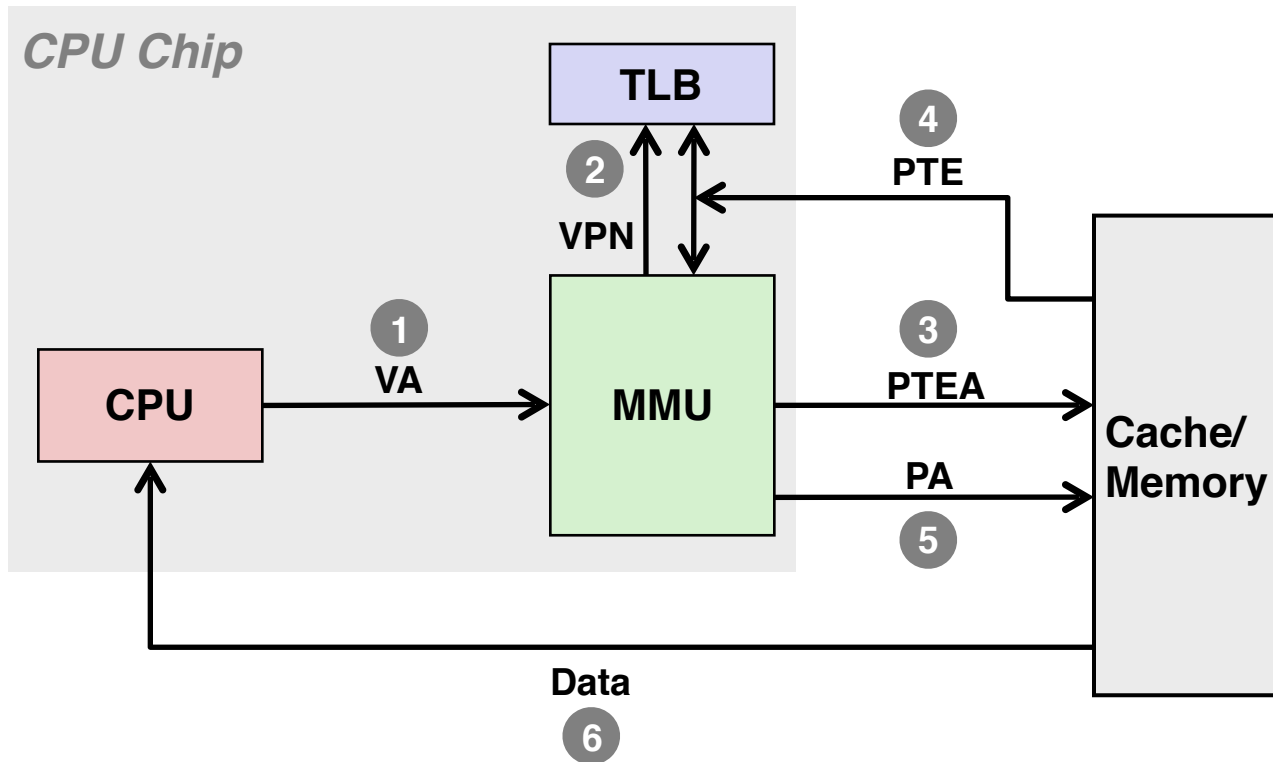 CPU Chip
TLB
4
PTE
2
VPN
1
VA
3
PTEA
CPU
MMU
Cache/
Memory
PA
5
Data
6